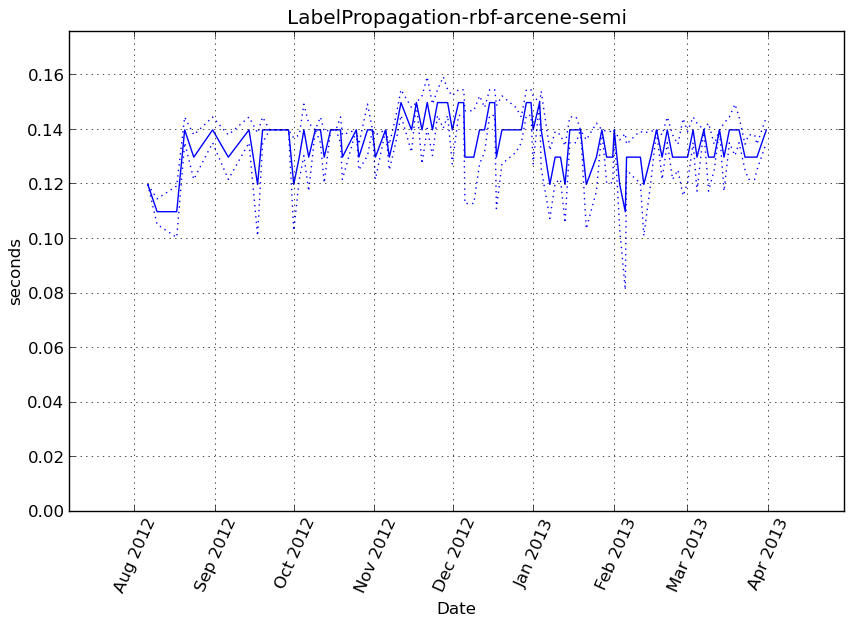 LabelPropagation-rbf-arcene-semi
0.16
0.14
0.12
0.10
0.08
0.06
0.04
0.02
0.00
seconds
Aug 2012
Sep 2012
Oct 2012
Nov 2012
Dec 2012
Jan 2013
Feb 2013
Mar 2013
Apr 2013
Date